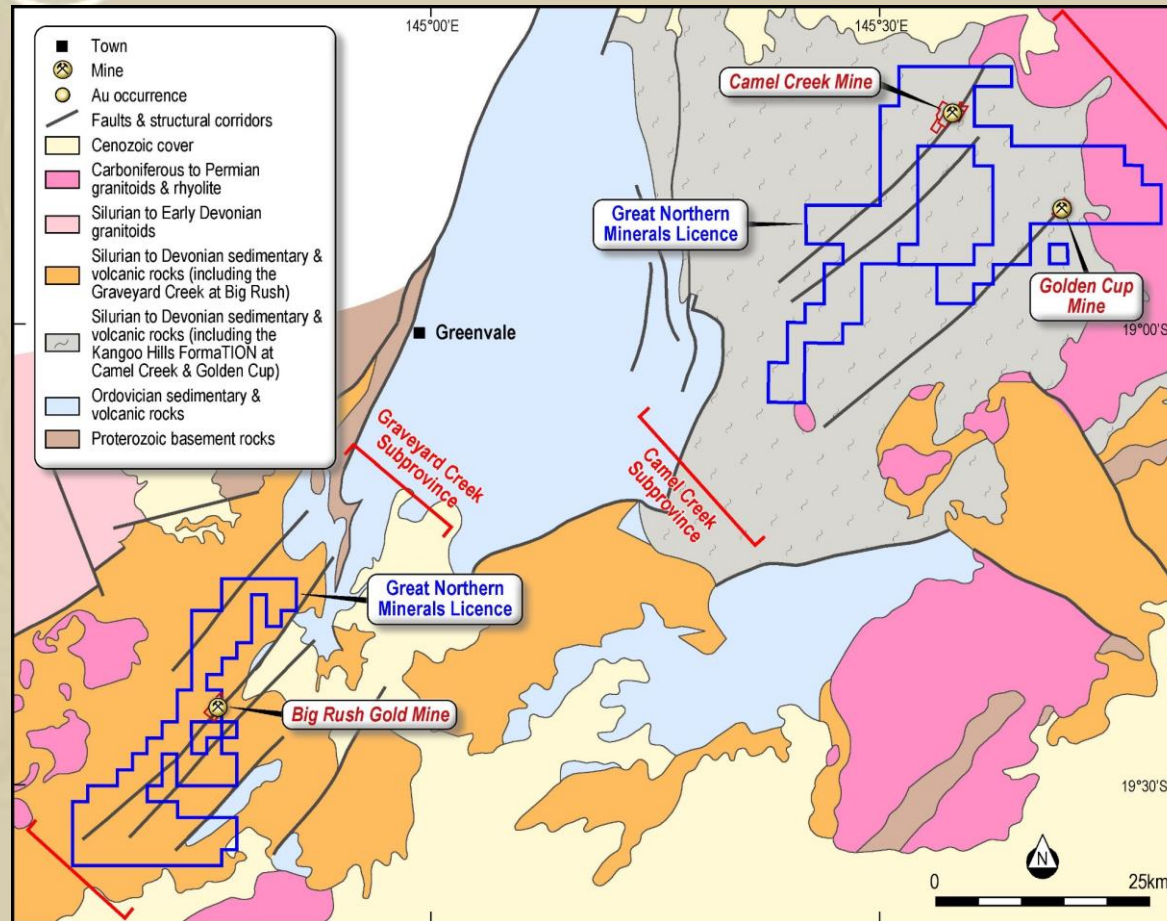 145°00'E
145°30'E
Town
Mine
Au occurrence
Faults & structural corridors
Cenozoic cover
Carboniferous to Permian
granitoids & rhyolite
Silurian to Early Devonian
granitoids
Silurian to Devonian sedimentary &
volcanic rocks (including the
Graveyard Creek at Big Rush)
Silurian to Devonian sedimentary &
volcanic rocks (including the
Kangoo Hills FormaTION at
Camel Creek & Golden Cup)
Ordovician sedimentary &
volcanic rocks
Proterozoic basement rocks
Camel Creek Mine
Great Northern
Minerals Licence
Golden Cup
Mine
19°00'S
Greenvale
Graveyard Creek
Subprovince
Camel Creek
Subprovince
Great Northern
Minerals Licence
Big Rush Gold Mine
19°30'S
N
0
25km